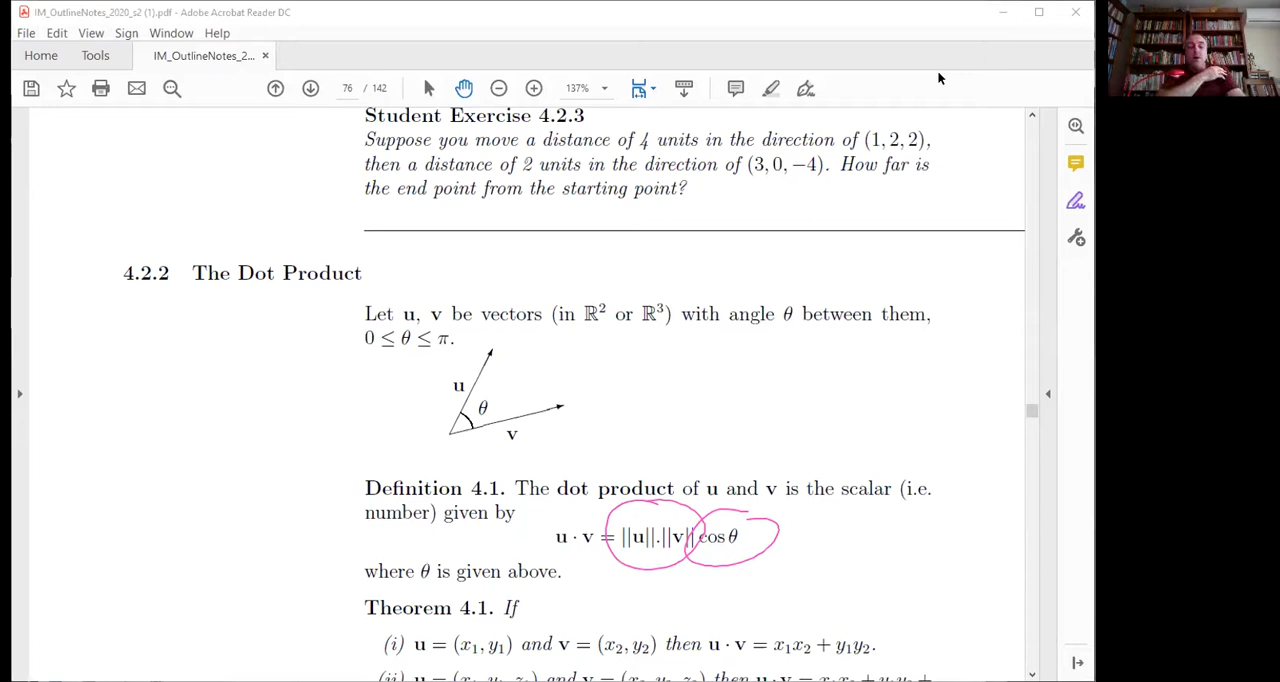 IM_OutlineNotes_2020_s2 (1).pdf - Adobe Acrobat Reader DC
File Edit View Sign Window Help
Home Tools IM_OutlineNotes_2... ×
76 / 142 137%
Student Exercise 4.2.3
Suppose you move a distance of 4 units in the direction of (1, 2, 2),
then a distance of 2 units in the direction of (3, 0, −4). How far is
the end point from the starting point?
4.2.2 The Dot Product
Let u, v be vectors (in ℝ² or ℝ³) with angle θ between them,
0 ≤ θ ≤ π.
u
θ
v
Definition 4.1. The dot product of u and v is the scalar (i.e.
number) given by
u · v = ||u||.||v|| cos θ
where θ is given above.
Theorem 4.1. If
(i) u = (x₁, y₁) and v = (x₂, y₂) then u · v = x₁x₂ + y₁y₂.